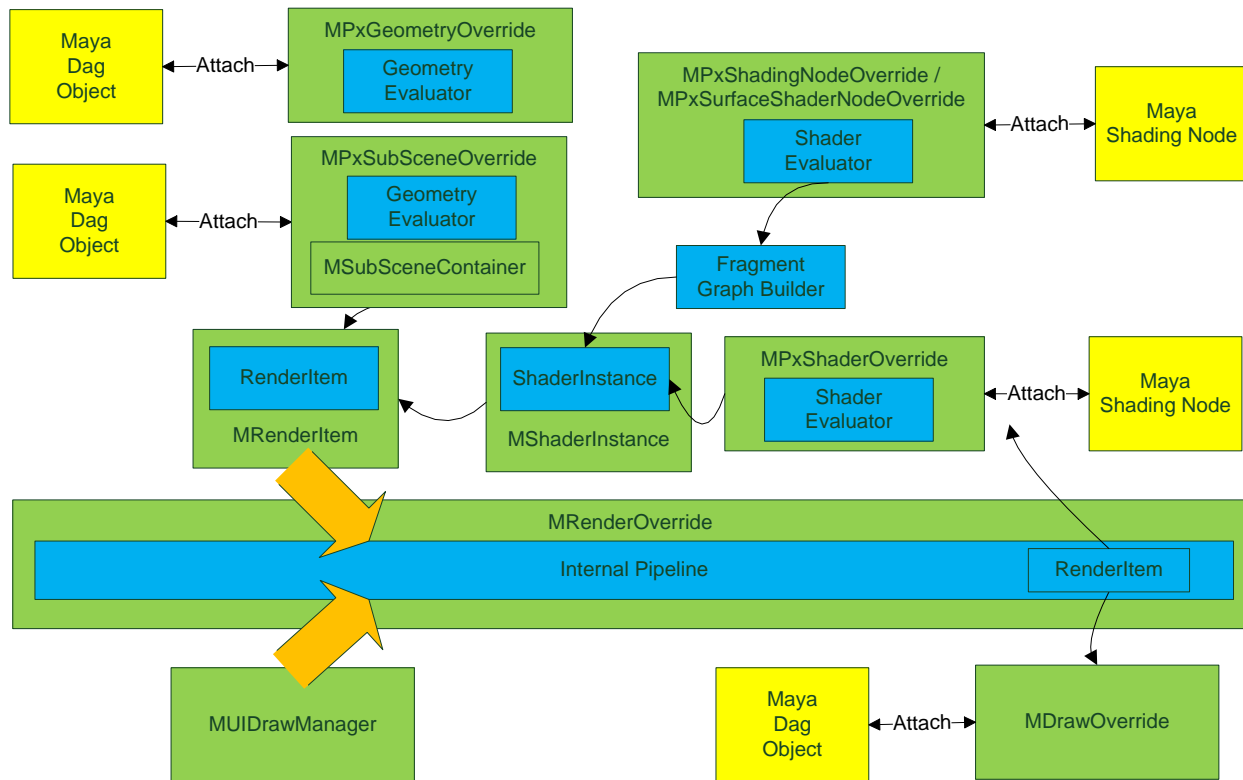 Maya
Dag
Object
Attach
MPxGeometryOverride
Geometry
Evaluator
MPxShadingNodeOverride /
MPxSurfaceShaderNodeOverride
Shader
Evaluator
Attach
Maya
Shading Node
Maya
Dag
Object
Attach
MPxSubSceneOverride
Geometry
Evaluator
MSubSceneContainer
Fragment
Graph Builder
RenderItem
MRenderItem
ShaderInstance
MShaderInstance
MPxShaderOverride
Shader
Evaluator
Attach
Maya
Shading Node
MRenderOverride
Internal Pipeline
RenderItem
MUIDrawManager
Maya
Dag
Object
Attach
MDrawOverride